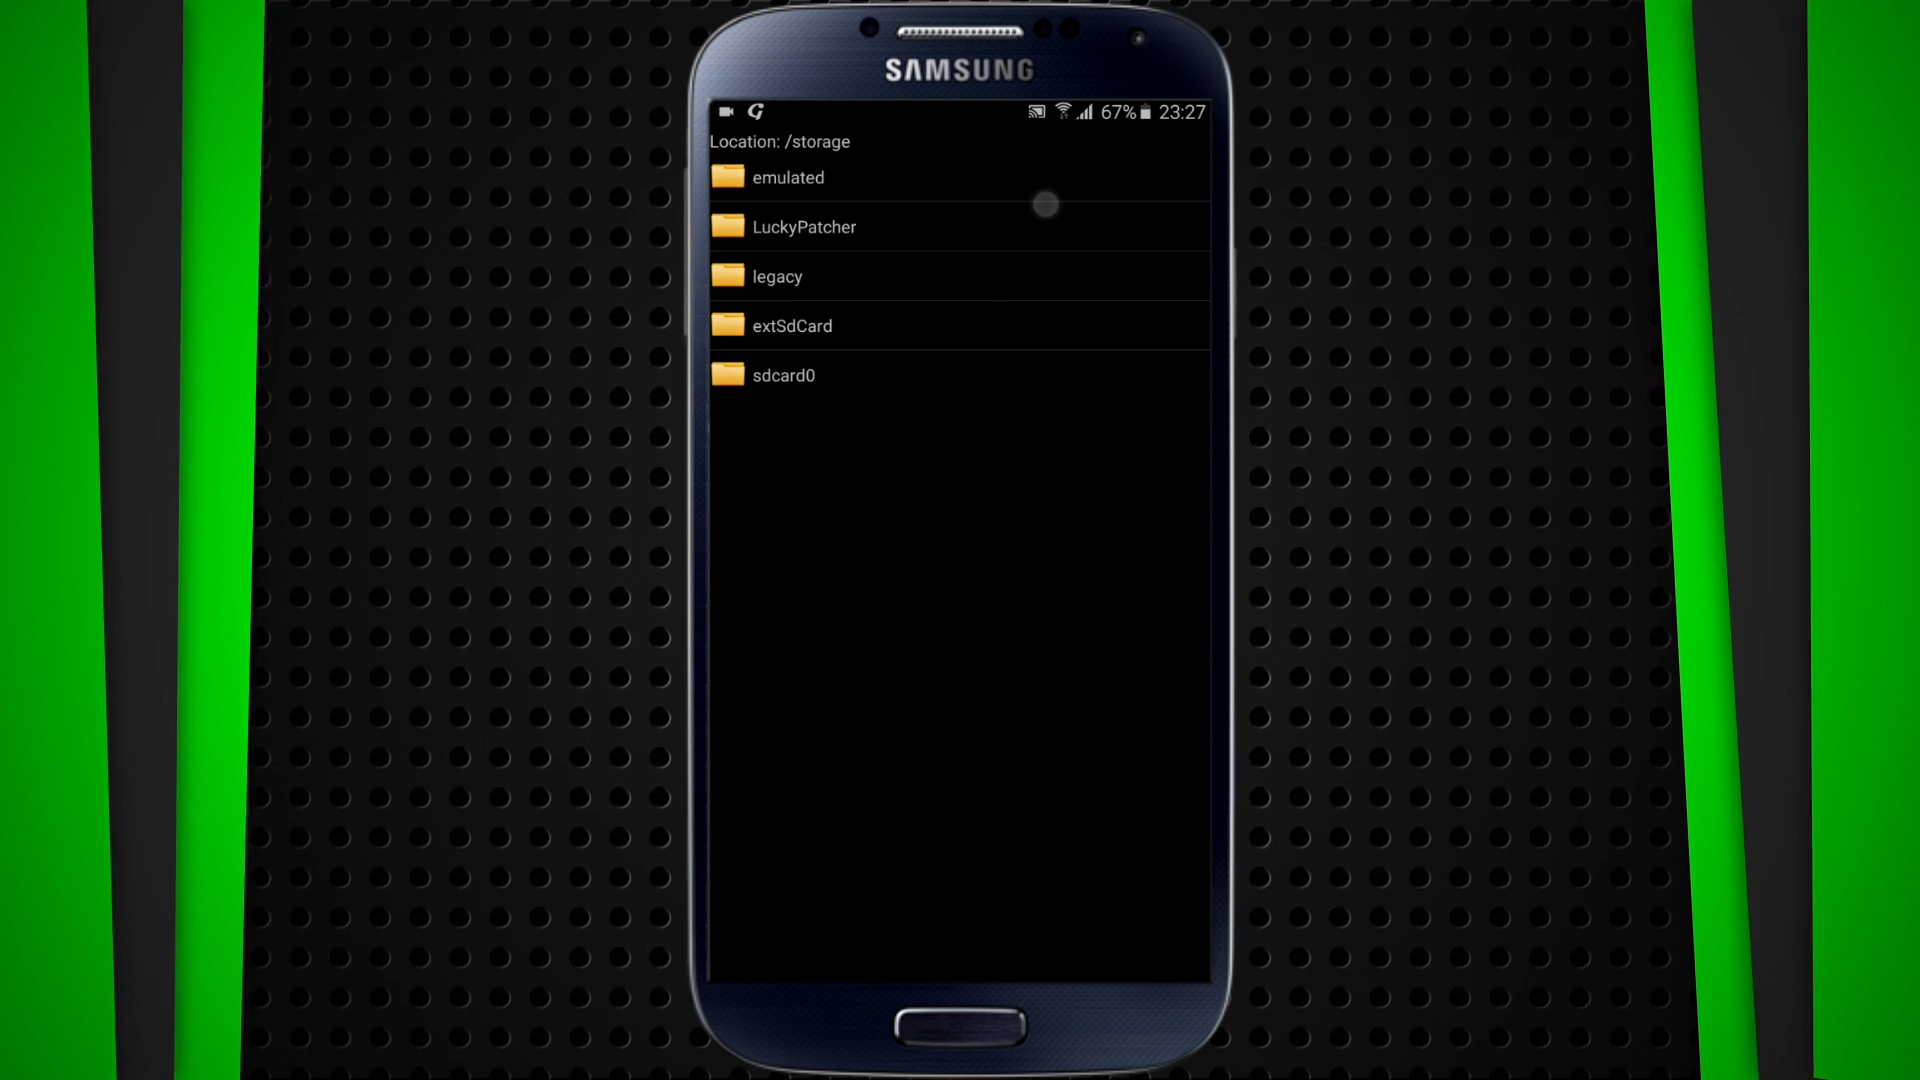 SAMSUNG
67% 23:27
Location: /storage
emulated
LuckyPatcher
legacy
extSdCard
sdcard0